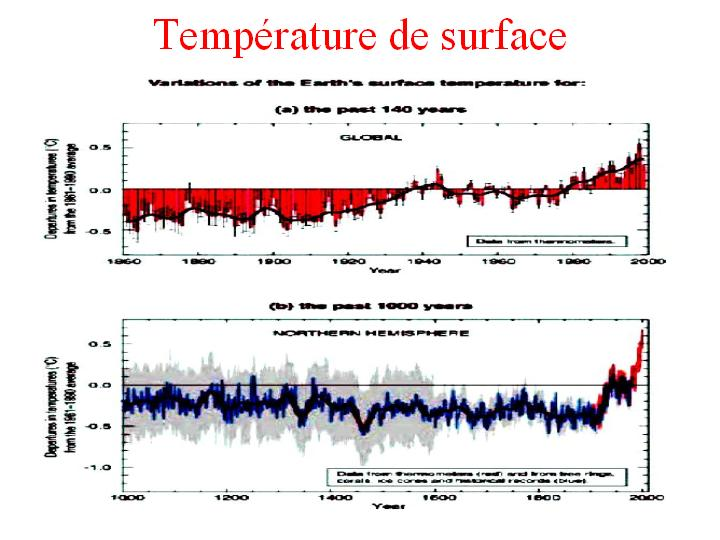 Température de surface
Variations of the Earth's surface temperature for:
(a) the past 140 years
GLOBAL
Departures in temperatures (°C)
from the 1961-1990 average
0.5
0.0
-0.5
Data from thermometers.
1860 1880 1900 1920 1940 1960 1980 2000
Year
(b) the past 1000 years
NORTHERN HEMISPHERE
Departures in temperatures (°C)
from the 1961-1990 average
0.5
0.0
-0.5
-1.0
Data from thermometers (red) and from tree rings,
corals, ice cores and historical records (blue).
1000 1200 1400 1600 1800 2000
Year